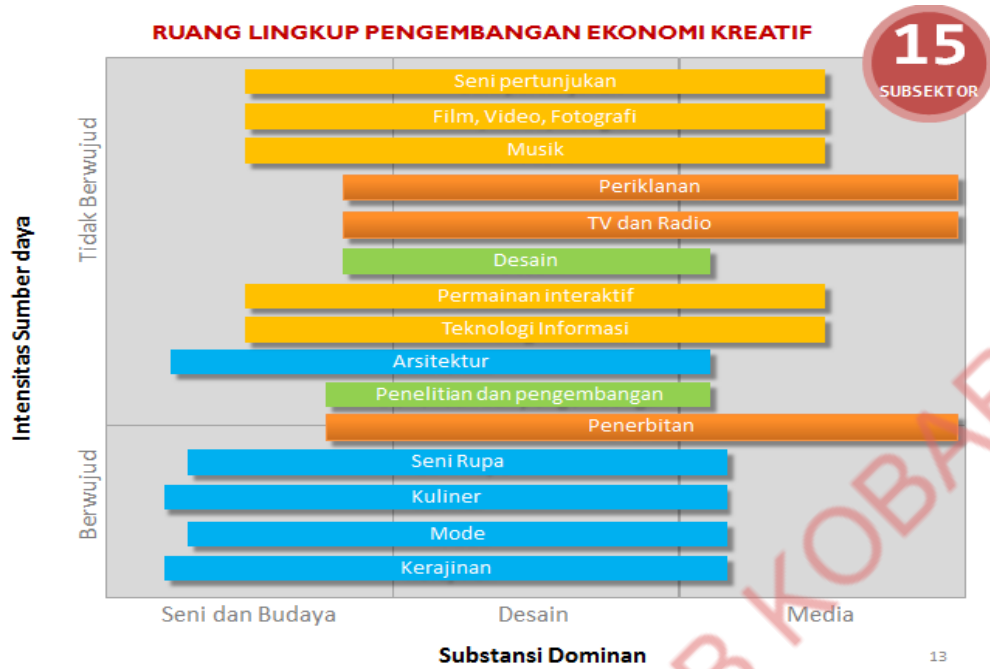 RUANG LINGKUP PENGEMBANGAN EKONOMI KREATIF
15
SUBSEKTOR
Intensitas Sumber daya
Tidak Berwujud
Berwujud
Seni pertunjukan
Film, Video, Fotografi
Musik
Periklanan
TV dan Radio
Desain
Permainan interaktif
Teknologi Informasi
Arsitektur
Penelitian dan pengembangan
Penerbitan
Seni Rupa
Kuliner
Mode
Kerajinan
Seni dan Budaya
Desain
Media
Substansi Dominan
13